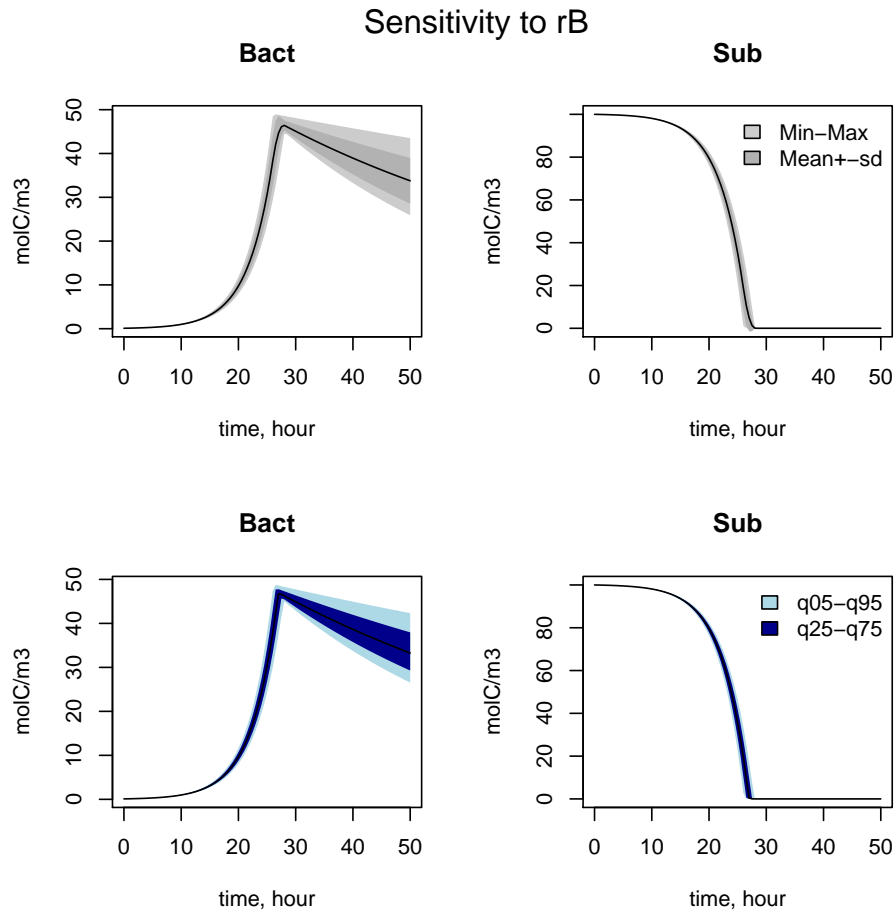 Sensitivity to rB
Bact
Sub
molC/m3
0 10 20 30 40 50
0 10 20 30 40 50
time, hour
molC/m3
0 20 40 60 80
Min−Max
Mean+−sd
0 10 20 30 40 50
time, hour
Bact
Sub
molC/m3
0 10 20 30 40 50
0 10 20 30 40 50
time, hour
molC/m3
0 20 40 60 80
q05−q95
q25−q75
0 10 20 30 40 50
time, hour